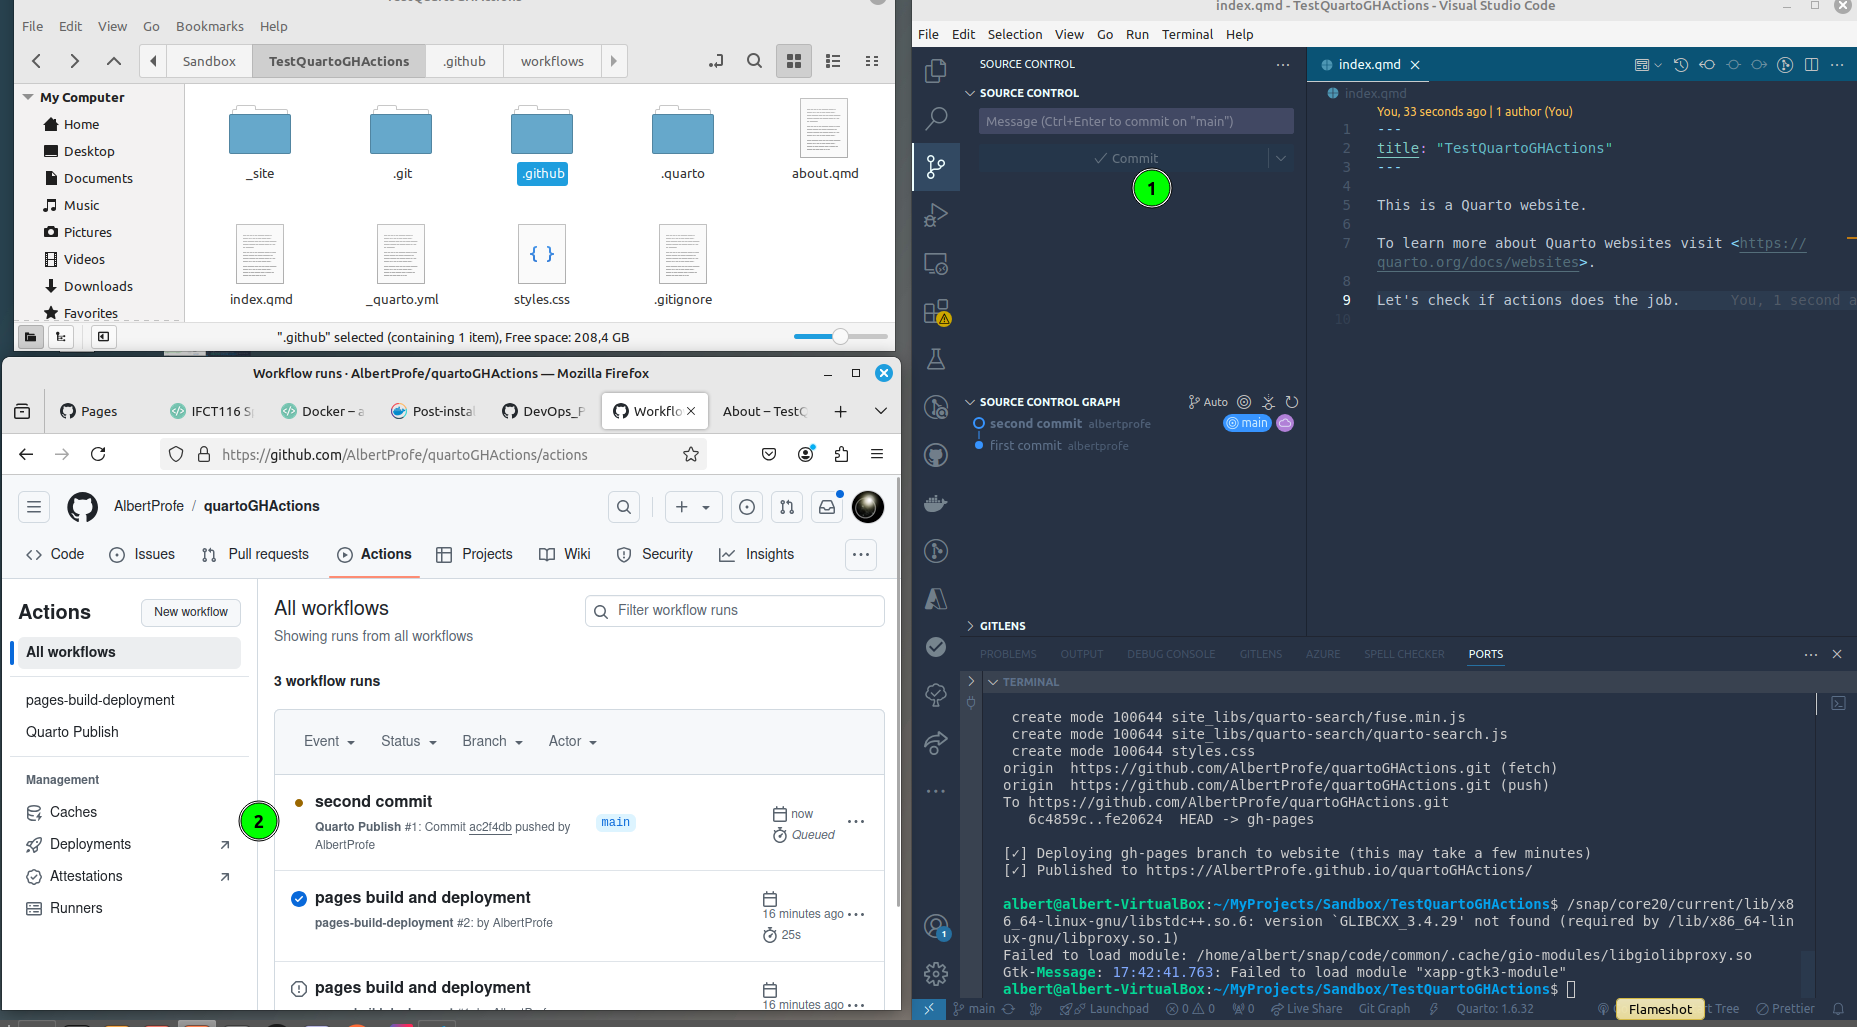 File Edit View Go Bookmarks Help
Sandbox TestQuartoGHActions .github workflows
My Computer
Home
Desktop
Documents
Music
Pictures
Videos
Downloads
Favorites
_site .git .github .quarto about.qmd
index.qmd _quarto.yml styles.css .gitignore
".github" selected (containing 1 item), Free space: 208,4 GB
Workflow runs · AlbertProfe/quartoGHActions — Mozilla Firefox
Pages IFCT116 Docker – Post-insta DevOps_P Workflo About – Test
https://github.com/AlbertProfe/quartoGHActions/actions
AlbertProfe / quartoGHActions
Code Issues Pull requests Actions Projects Wiki Security Insights
Actions New workflow
All workflows
pages-build-deployment
Quarto Publish
Management
Caches
Deployments
Attestations
Runners
All workflows
Filter workflow runs
Showing runs from all workflows
3 workflow runs
Event Status Branch Actor
2
second commit
Quarto Publish #1: Commit ac2f4db pushed by
AlbertProfe
main
now
Queued
pages build and deployment
pages-build-deployment #2: by AlbertProfe
16 minutes ago
25s
pages build and deployment
16 minutes ago
index.qmd - TestQuartoGHActions - Visual Studio Code
File Edit Selection View Go Run Terminal Help
SOURCE CONTROL
SOURCE CONTROL
Message (Ctrl+Enter to commit on "main")
Commit
1
SOURCE CONTROL GRAPH Auto
second commit albertprofe main
first commit albertprofe
GITLENS
1
index.qmd
index.qmd
You, 33 seconds ago | 1 author (You)
1 ---
2 title: "TestQuartoGHActions"
3 ---
4
5 This is a Quarto website.
6
7 To learn more about Quarto websites visit <https://
quarto.org/docs/websites>.
8
9 Let's check if actions does the job. You, 1 second a
10
PROBLEMS OUTPUT DEBUG CONSOLE GITLENS AZURE SPELL CHECKER PORTS
TERMINAL
create mode 100644 site_libs/quarto-search/fuse.min.js
create mode 100644 site_libs/quarto-search/quarto-search.js
create mode 100644 styles.css
origin https://github.com/AlbertProfe/quartoGHActions.git (fetch)
origin https://github.com/AlbertProfe/quartoGHActions.git (push)
To https://github.com/AlbertProfe/quartoGHActions.git
6c4859c..fe20624 HEAD -> gh-pages
[✓] Deploying gh-pages branch to website (this may take a few minutes)
[✓] Published to https://AlbertProfe.github.io/quartoGHActions/
albert@albert-VirtualBox:~/MyProjects/Sandbox/TestQuartoGHActions$ /snap/core20/current/lib/x8
6_64-linux-gnu/libstdc++.so.6: version `GLIBCXX_3.4.29' not found (required by /lib/x86_64-lin
ux-gnu/libproxy.so.1)
Failed to load module: /home/albert/snap/code/common/.cache/gio-modules/libgiolibproxy.so
Gtk-Message: 17:42:41.763: Failed to load module "xapp-gtk3-module"
albert@albert-VirtualBox:~/MyProjects/Sandbox/TestQuartoGHActions$
main Launchpad 0 0 0 Live Share Git Graph Quarto: 1.6.32 Flameshot t Tree Prettier